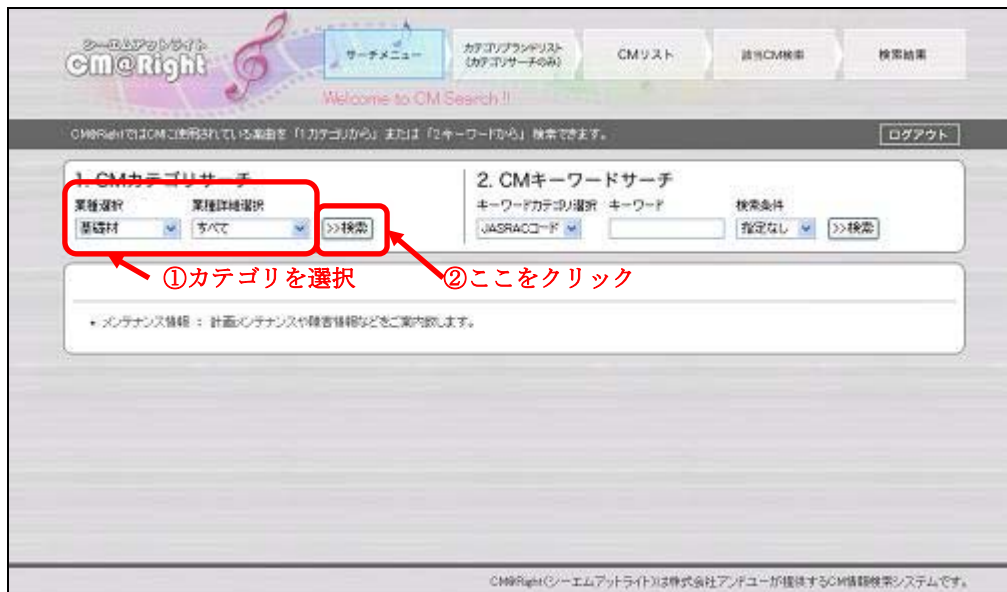 シーエムアットライト
CM@Right
サーチメニュー
カテゴリブランドリスト
(カテゴリサーチのみ)
CMリスト
該当CM検索
検索結果
Welcome to CM Search !!
CM@RightではCMに使用されている楽曲を「1カテゴリから」または「2キーワードから」検索できます。
ログアウト
1. CMカテゴリサーチ
業種選択 業種詳細選択
基礎材 すべて >>検索
2. CMキーワードサーチ
キーワードカテゴリ選択 キーワード 検索条件
JASRACコード 指定なし >>検索
①カテゴリを選択
②ここをクリック
メンテナンス情報 : 計画メンテナンスや障害情報などをご案内致します。
CM@Right(シーエムアットライト)は株式会社アンドユーが提供するCM情報検索システムです。